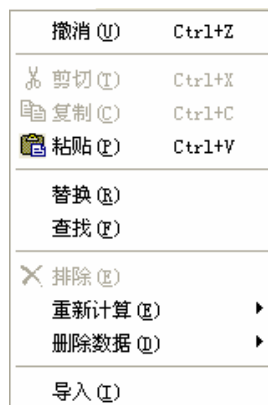 撤消(U) Ctrl+Z
剪切(T) Ctrl+X
复制(C) Ctrl+C
粘贴(P) Ctrl+V
替换(R)
查找(F)
排除(E)
重新计算(E)
删除数据(D)
导入(I)